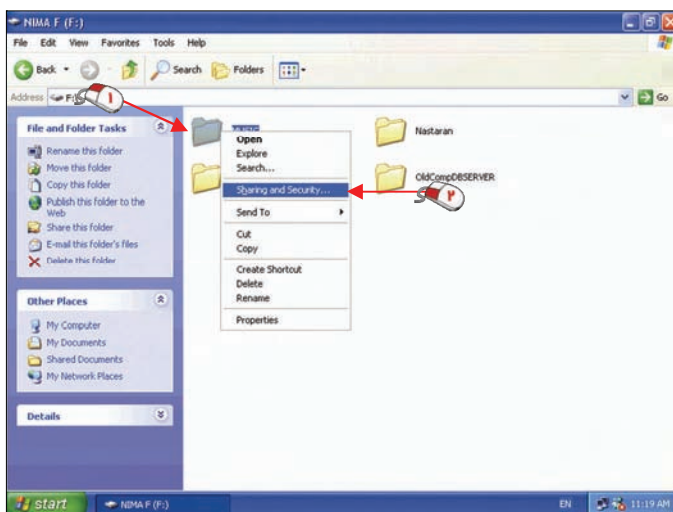 NIMA F (F:)
File Edit View Favorites Tools Help
Back Search Folders
Address F:\ Go
۱
File and Folder Tasks
Rename this folder
Move this folder
Copy this folder
Publish this folder to the
Web
Share this folder
E-mail this folder's files
Delete this folder
Other Places
My Computer
My Documents
Shared Documents
My Network Places
Details
Open
Explore
Search...
Sharing and Security...
Send To
Cut
Copy
Create Shortcut
Delete
Rename
Properties
Nastaran
OldCompDBSERVER
۲
start NIMA F (F:) EN 11:19 AM